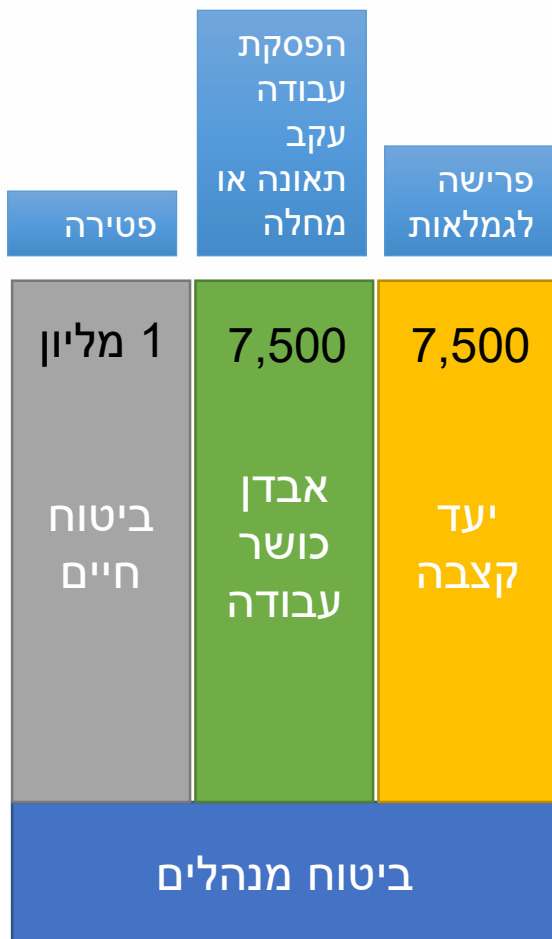 פרישה
לגמלאות
הפסקת
עבודה
עקב
תאונה או
מחלה
פטירה
7,500
7,500
1 מליון
יעד
קצבה
אבדן
כושר
עבודה
ביטוח
חיים
ביטוח מנהלים